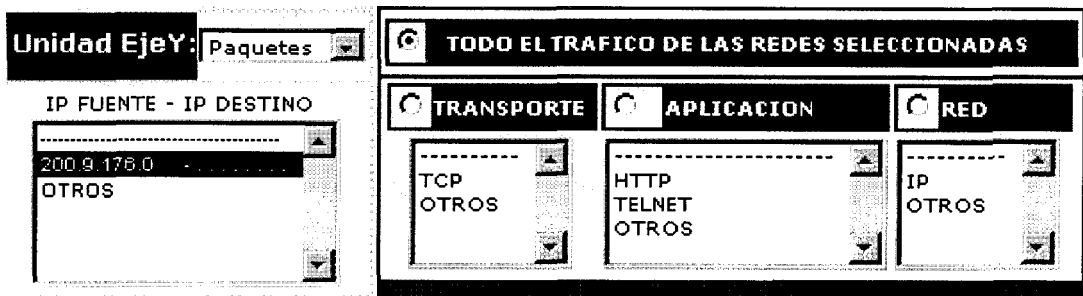 Unidad EjeY: Paquetes
IP FUENTE - IP DESTINO
--------------------------
200.9.176.0 - . . . . . . . .
OTROS
TODO EL TRAFICO DE LAS REDES SELECCIONADAS
TRANSPORTE
----------
TCP
OTROS
APLICACION
----------------------
HTTP
TELNET
OTROS
RED
----------
IP
OTROS